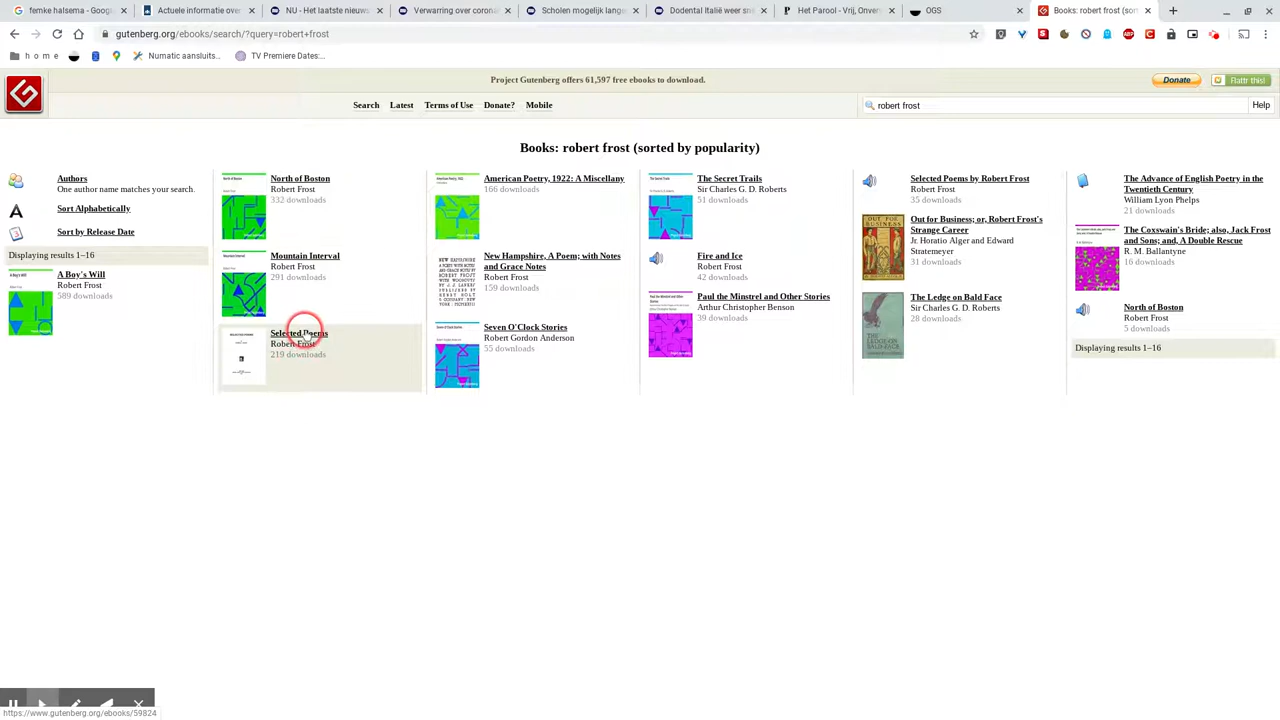 femke halsema - Google
Actuele informatie over
NU - Het laatste nieuws
Verwarring over corona
Scholen mogelijk lange
Dodental Italië weer sne
Het Parool - Vrij, Onver
OGS
Books: robert frost (sor
gutenberg.org/ebooks/search/?query=robert+frost
h o m e
Numatic aansluits...
TV Premiere Dates:...
Project Gutenberg offers 61,597 free ebooks to download.
Donate
Flattr this!
Search
Latest
Terms of Use
Donate?
Mobile
robert frost
Help
Books: robert frost (sorted by popularity)
Authors
One author name matches your search.
Sort Alphabetically
Sort by Release Date
Displaying results 1–16
A Boy's Will
Robert Frost
589 downloads
North of Boston
Robert Frost
332 downloads
Mountain Interval
Robert Frost
291 downloads
Selected Poems
Robert Frost
219 downloads
American Poetry, 1922: A Miscellany
166 downloads
New Hampshire, A Poem; with Notes
and Grace Notes
Robert Frost
159 downloads
Seven O'Clock Stories
Robert Gordon Anderson
55 downloads
The Secret Trails
Sir Charles G. D. Roberts
51 downloads
Fire and Ice
Robert Frost
42 downloads
Paul the Minstrel and Other Stories
Arthur Christopher Benson
39 downloads
Selected Poems by Robert Frost
Robert Frost
35 downloads
Out for Business; or, Robert Frost's
Strange Career
Jr. Horatio Alger and Edward
Stratemeyer
31 downloads
The Ledge on Bald Face
Sir Charles G. D. Roberts
28 downloads
The Advance of English Poetry in the
Twentieth Century
William Lyon Phelps
21 downloads
The Coxswain's Bride; also, Jack Frost
and Sons; and, A Double Rescue
R. M. Ballantyne
16 downloads
North of Boston
Robert Frost
5 downloads
Displaying results 1–16
https://www.gutenberg.org/ebooks/59824